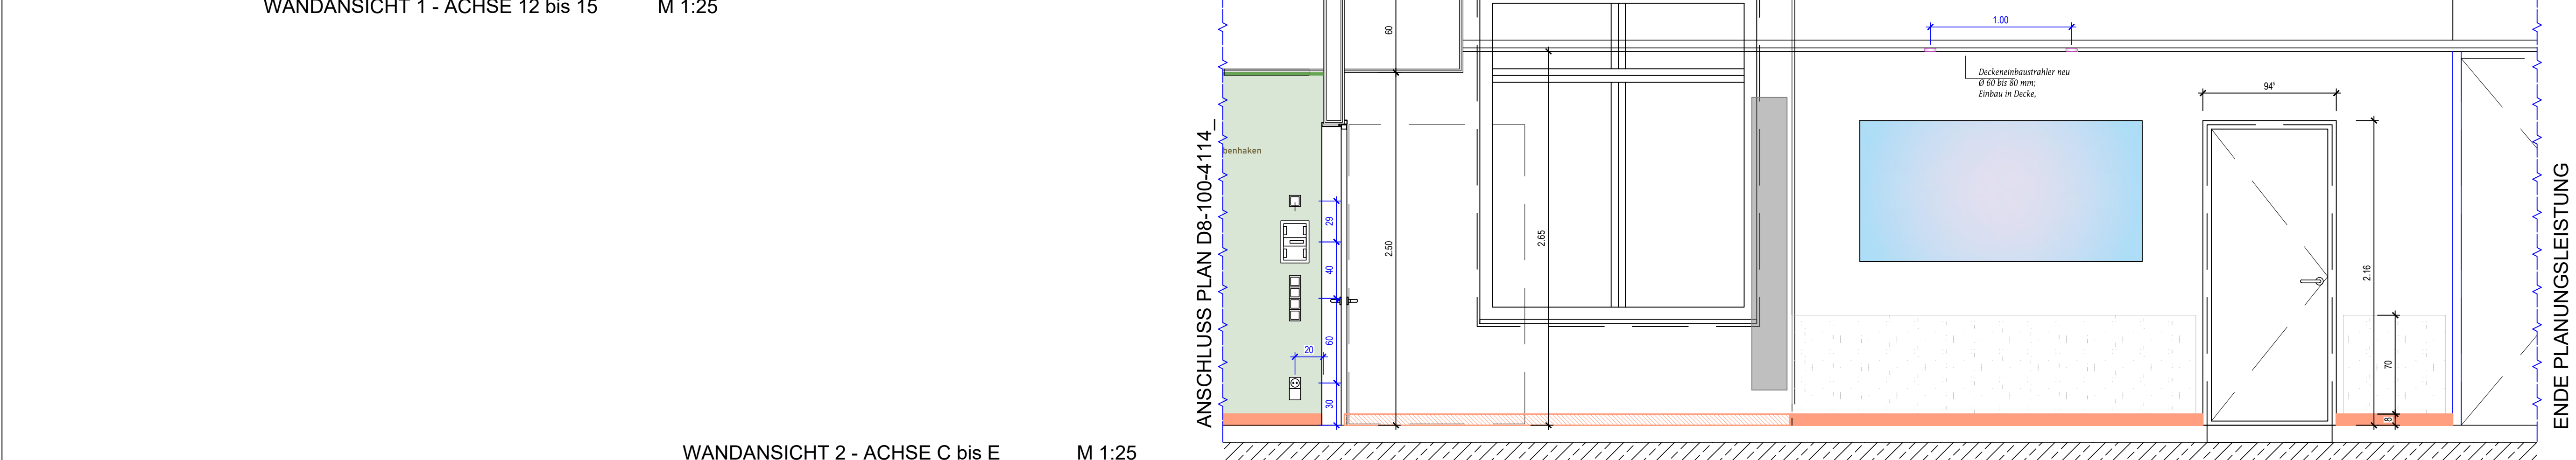 WANDANSICHT 1 - ACHSE 12 bis 15 M 1:25
1.00
60
Deckeneinbaustrahler neu
Ø 60 bis 80 mm;
Einbau in Decke,
94¹
ANSCHLUSS PLAN D8-100-4114_
benhaken
29
40
60
20
30
2.50
2.65
2.16
70
8
ENDE PLANUNGSLEISTUNG
WANDANSICHT 2 - ACHSE C bis E M 1:25